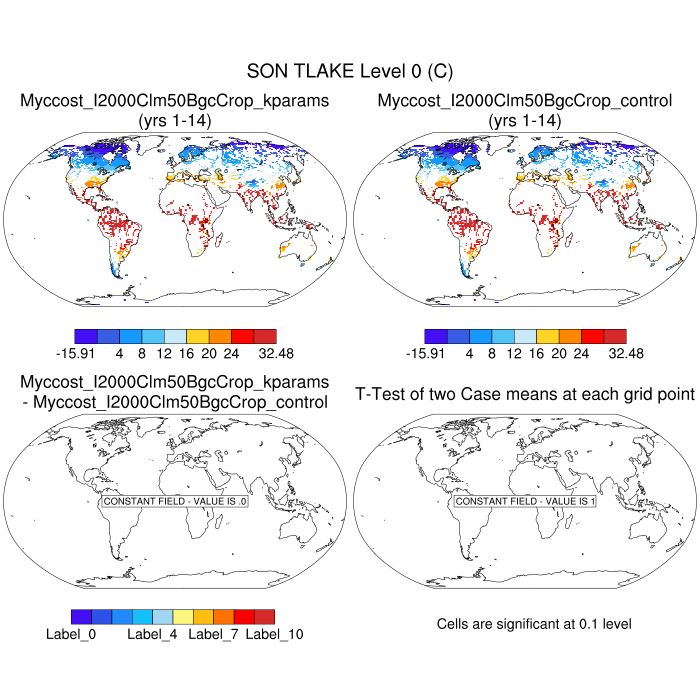 SON TLAKE Level 0 (C)
Myccost_I2000Clm50BgcCrop_kparams
(yrs 1-14)
Myccost_I2000Clm50BgcCrop_control
(yrs 1-14)
-15.91 4 8 12 16 20 24 32.48
-15.91 4 8 12 16 20 24 32.48
Myccost_I2000Clm50BgcCrop_kparams
- Myccost_I2000Clm50BgcCrop_control
T-Test of two Case means at each grid point
CONSTANT FIELD - VALUE IS .0
CONSTANT FIELD - VALUE IS 1
Label_0 Label_4 Label_7 Label_10
Cells are significant at 0.1 level